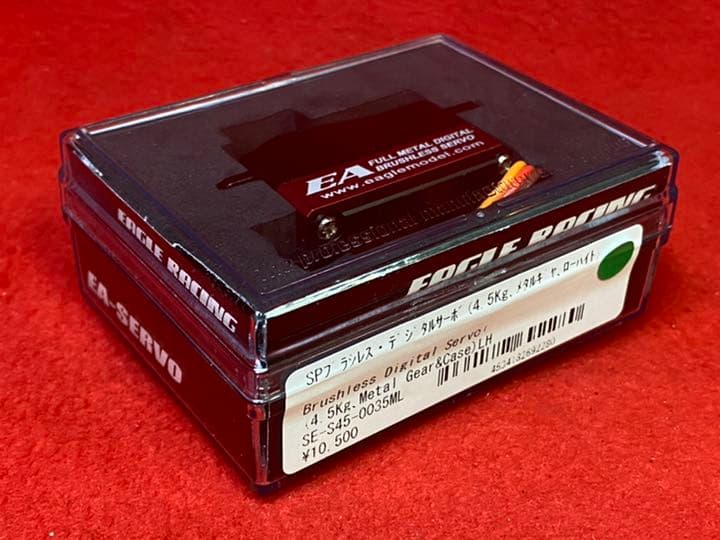 EA FULL METAL DIGITAL
BRUSHLESS SERVO
www.eaglemodel.com
professional manufacturer
EAGLE RACING
EAGLE RACING
EA-SERVO
SPブラシレス・デジタルサーボ (4.5Kg、メタルギヤ、ローハイト)
Brushless Digital Servo
(4.5Kg、Metal Gear&Case)LH
SE-S45-0035ML
¥10,500